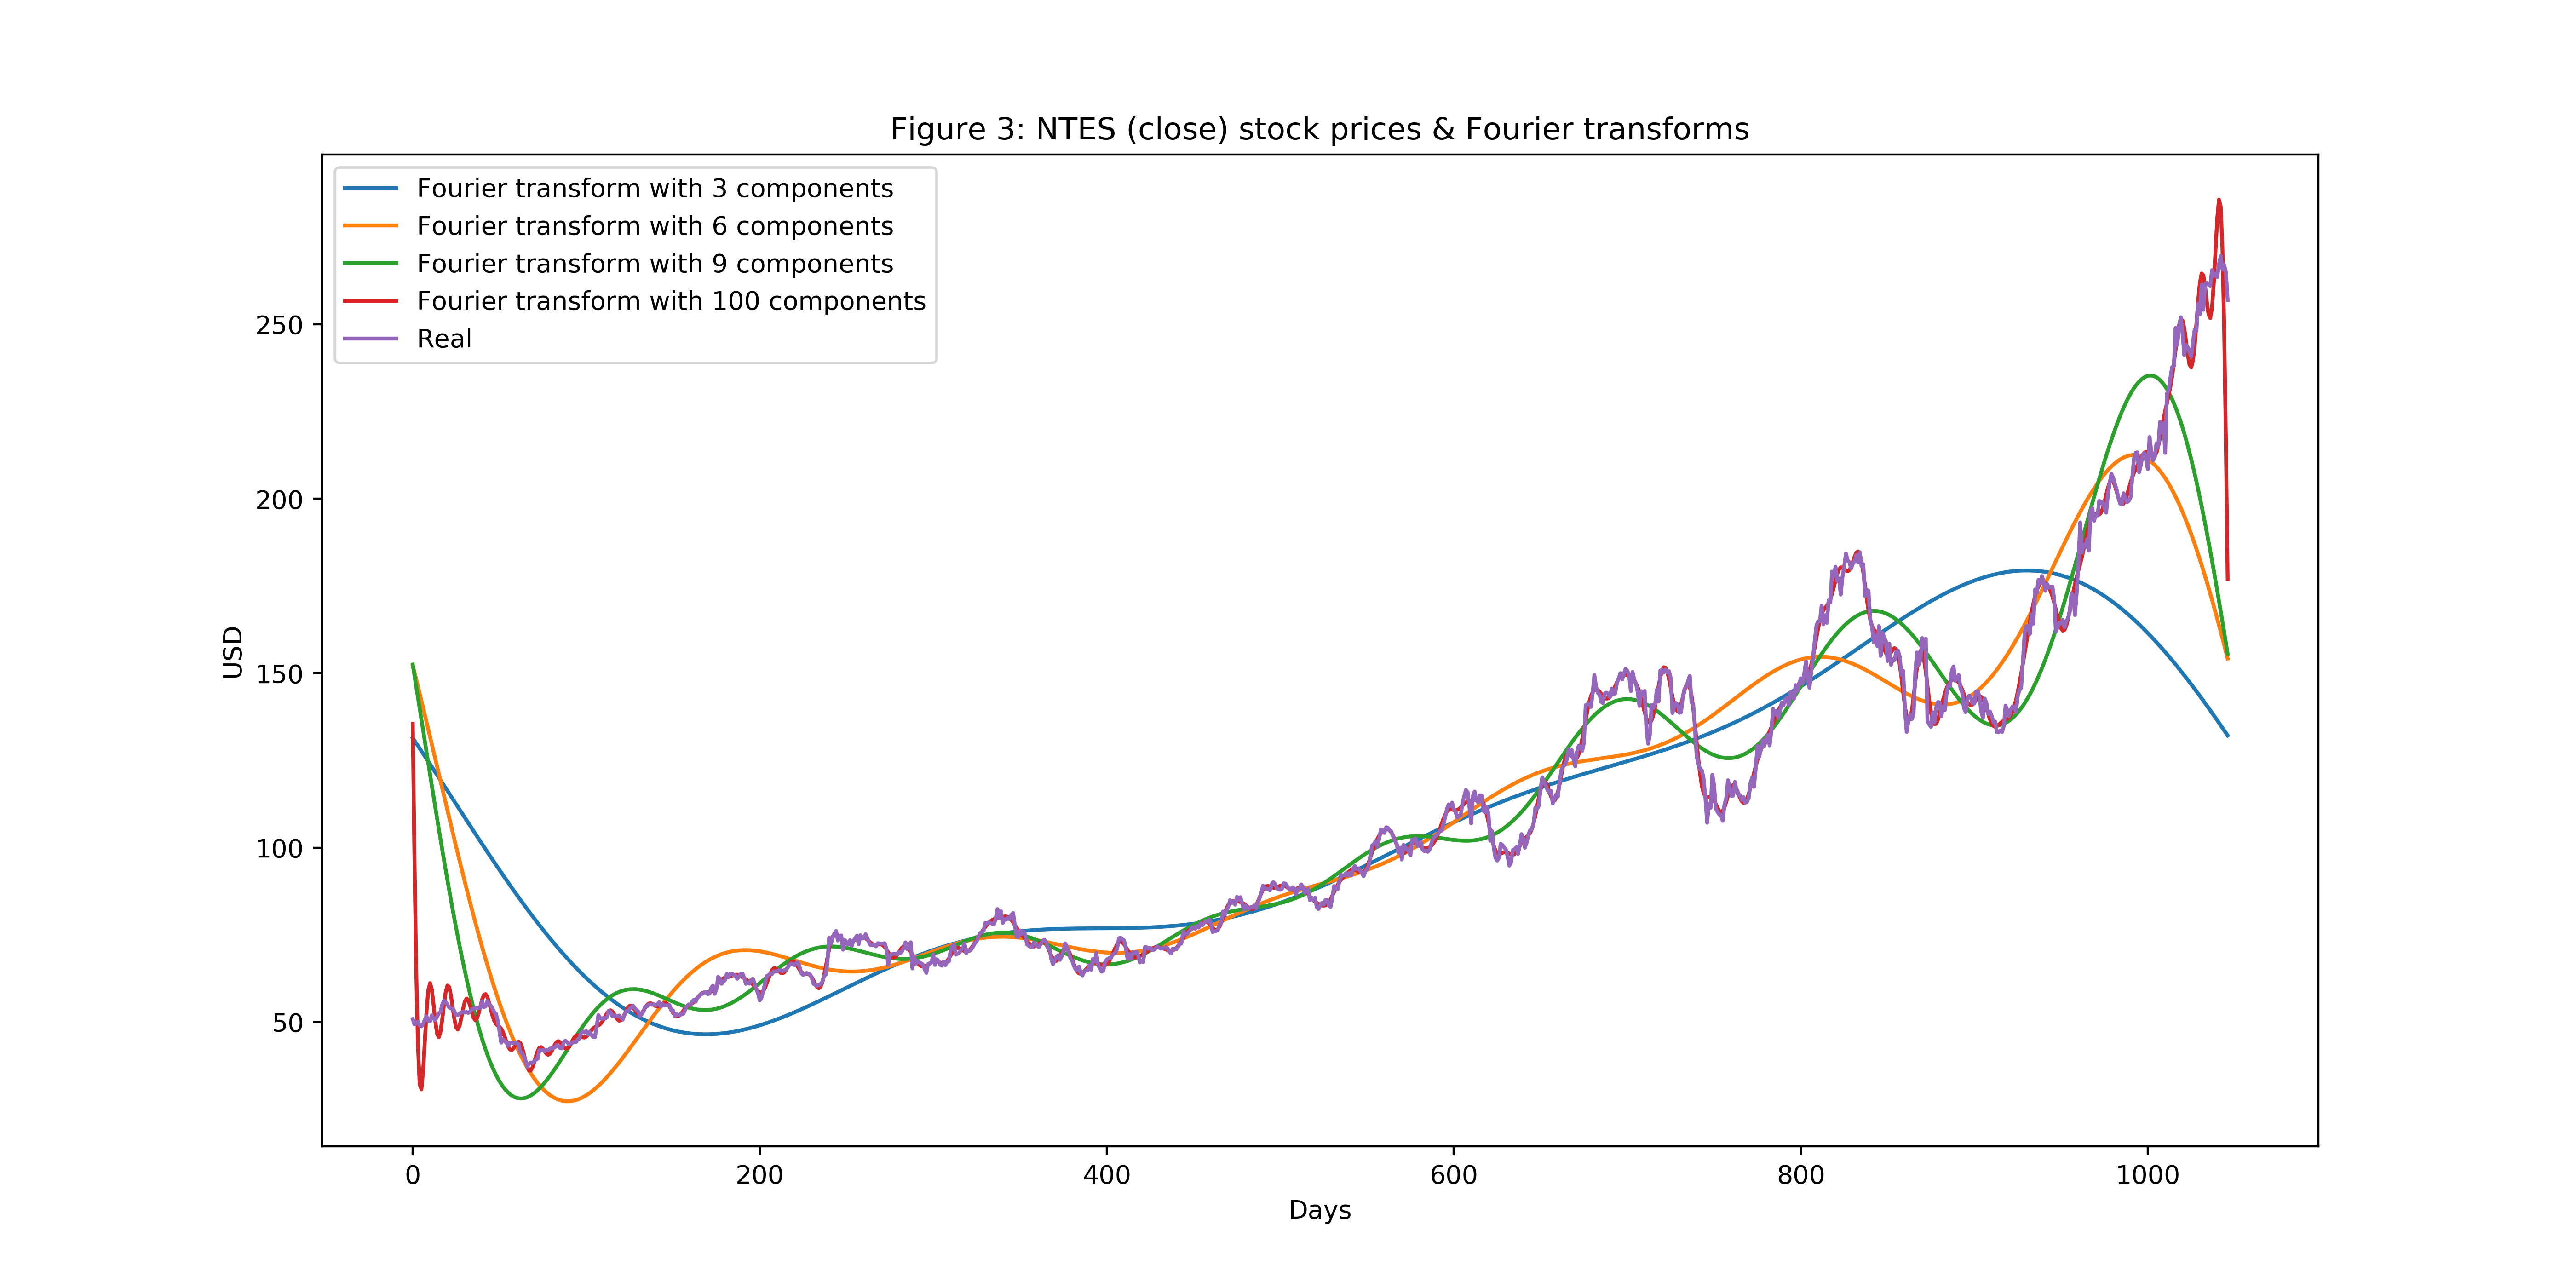 Figure 3: NTES (close) stock prices & Fourier transforms
Fourier transform with 3 components
Fourier transform with 6 components
Fourier transform with 9 components
Fourier transform with 100 components
Real
250
200
150
100
50
USD
0
200
400
600
800
1000
Days